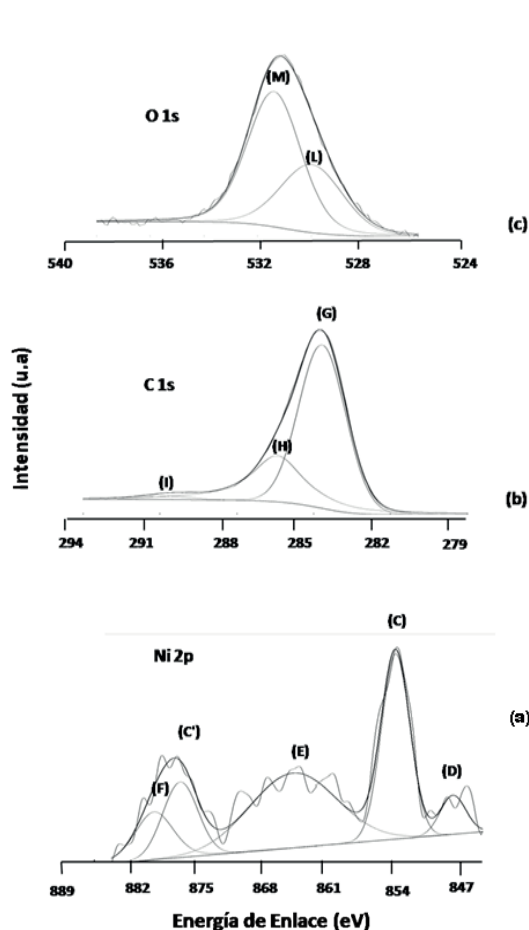 (M)
O 1s
(L)
(c)
540 536 532 528 524
(G)
C 1s
(H)
(I)
(b)
294 291 288 285 282 279
Intensidad (u.a)
(C)
Ni 2p
(a)
(C')
(E)
(D)
(F)
889 882 875 868 861 854 847
Energía de Enlace (eV)